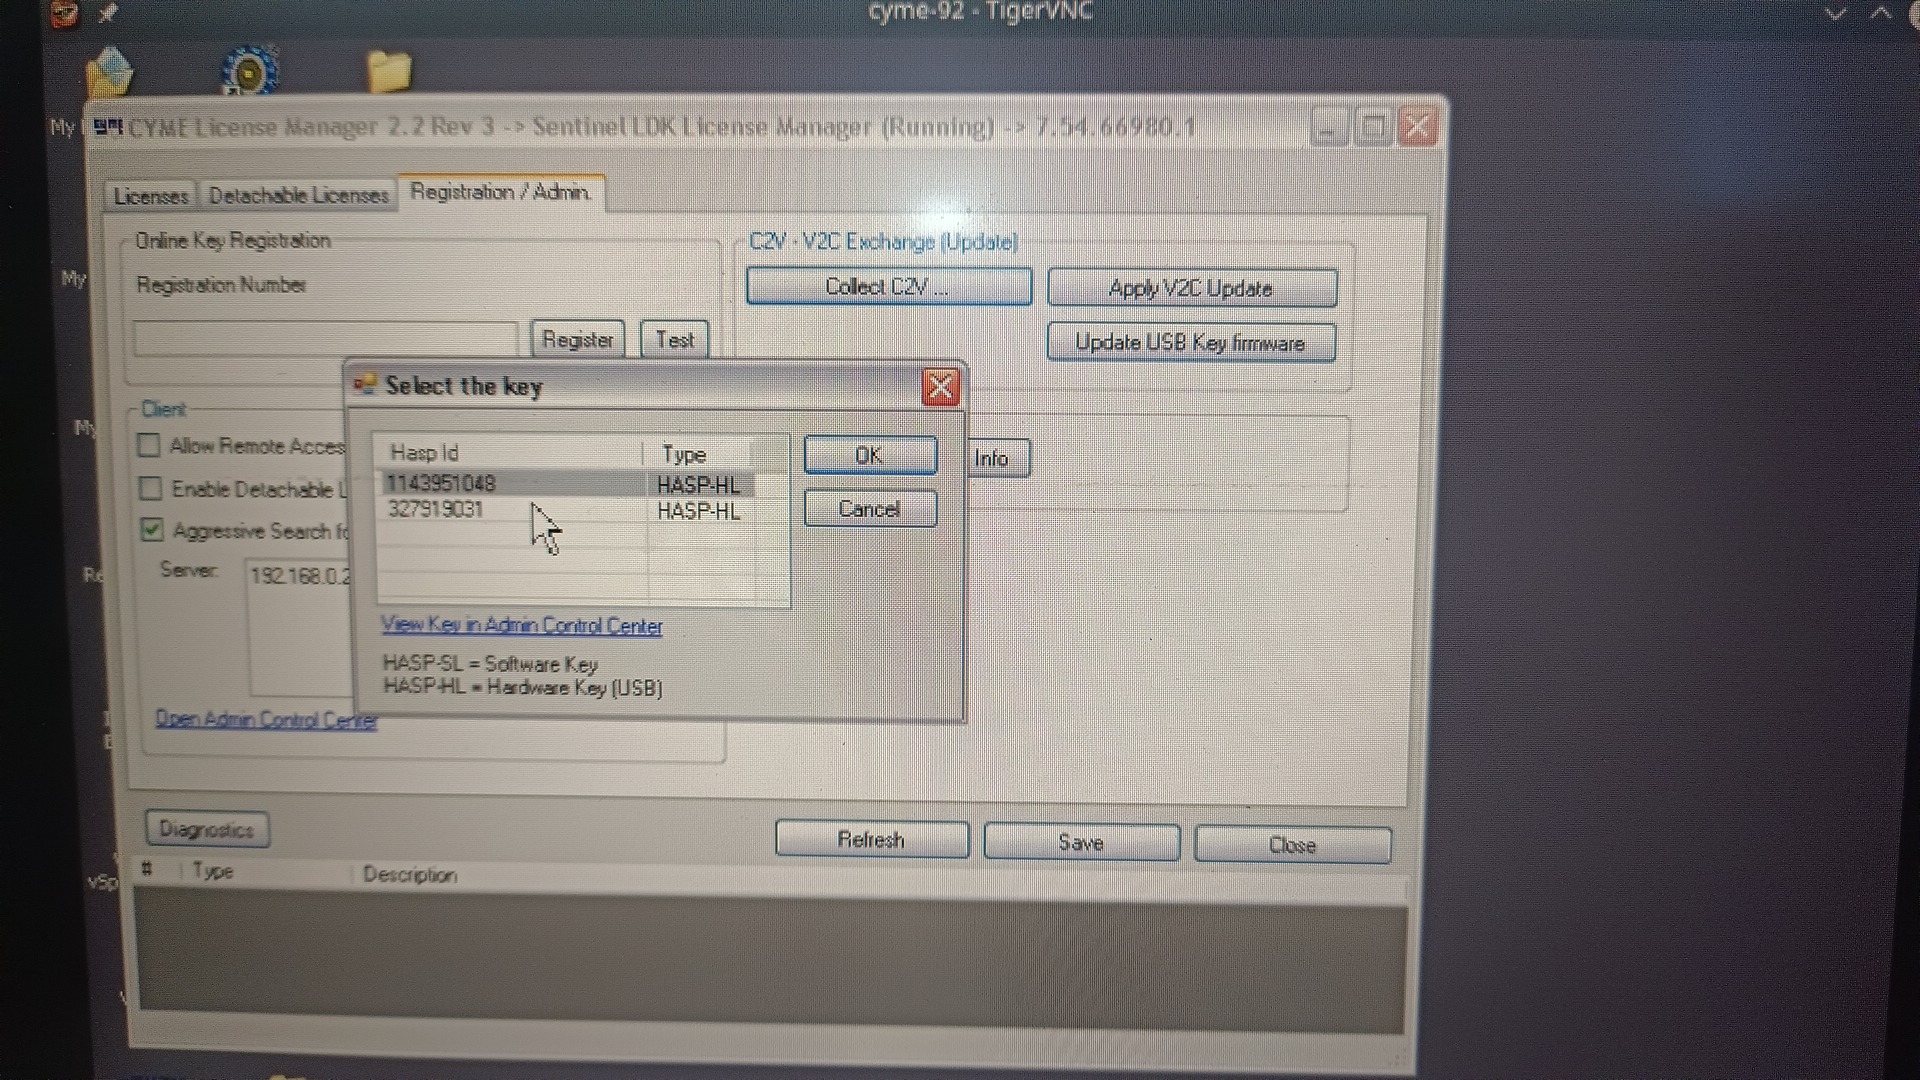 cyme-92 - TigerVNC
CYME License Manager 2.2 Rev 3 -> Sentinel LDK License Manager (Running) -> 7.54.66980.1
My
Licenses
Detachable Licenses
Registration / Admin.
Online Key Registration
Registration Number
Register
Test
C2V - V2C Exchange (Update)
Collect C2V ...
Apply V2C Update
Update USB Key firmware
My
Client
Allow Remote Acces
Enable Detachable L
Aggressive Search fo
Server:
192.168.0.2
Open Admin Control Center
My
Re
Select the key
Hasp Id
Type
1143951048
HASP-HL
327919031
HASP-HL
OK
Cancel
View Key in Admin Control Center
HASP-SL = Software Key
HASP-HL = Hardware Key (USB)
Info
Diagnostics
Refresh
Save
Close
vSp
#
Type
Description